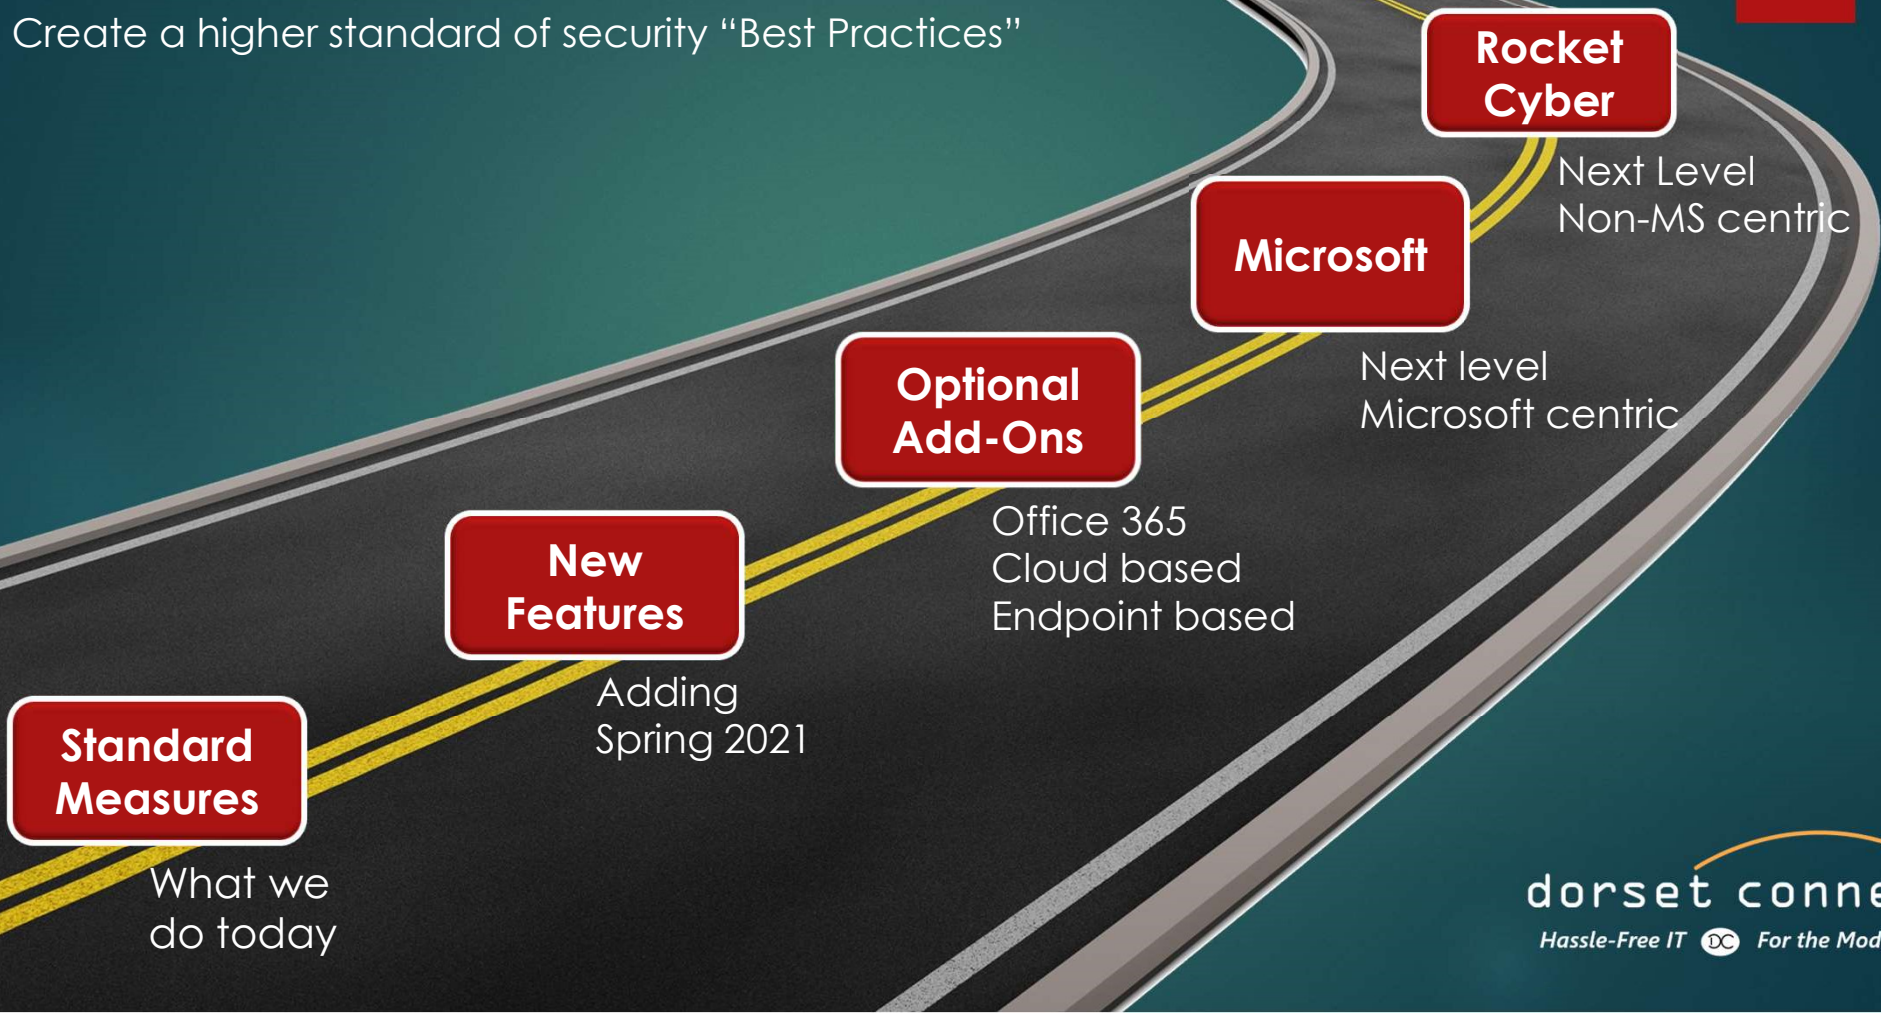 Create a higher standard of security “Best Practices”
Rocket
Cyber
Next Level
Non-MS centric
Microsoft
Next level
Microsoft centric
Optional
Add-Ons
Office 365
Cloud based
Endpoint based
New
Features
Adding
Spring 2021
Standard
Measures
What we
do today
dorset conne
Hassle-Free IT DC For the Mod